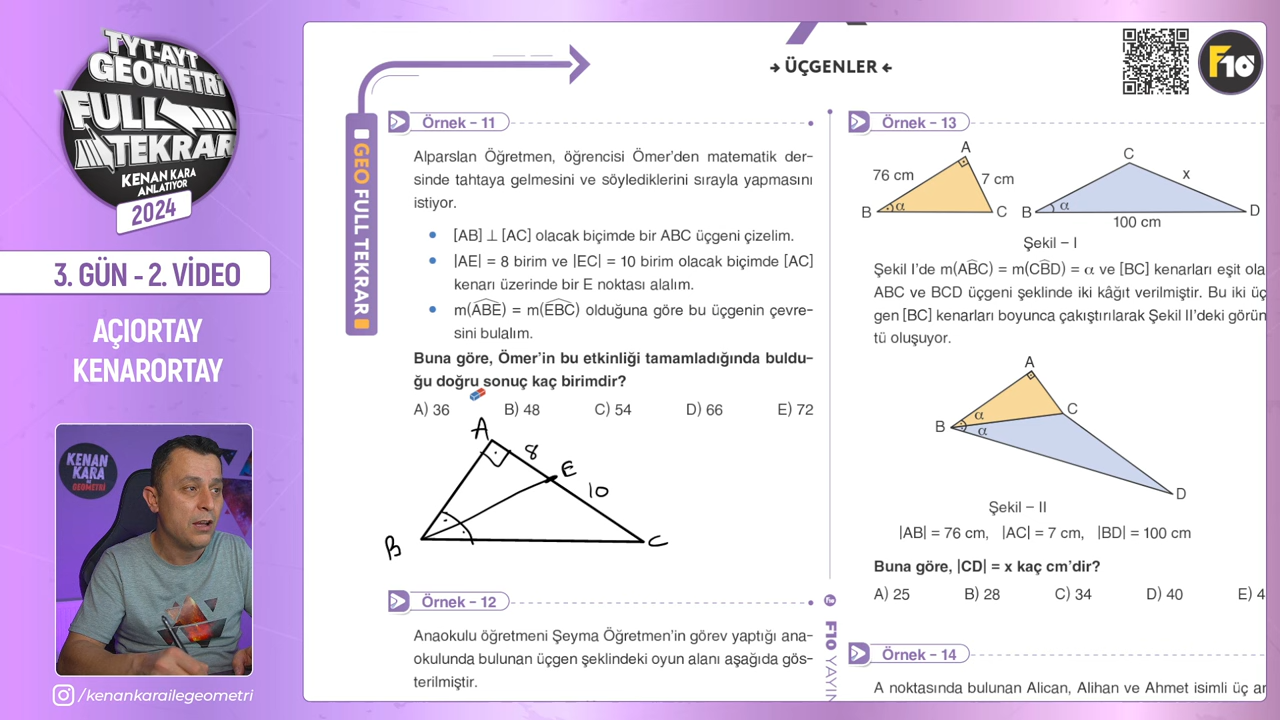 TYT-AYT
GEOMETRİ
FULL
TEKRAR
KENAN KARA
ANLATIYOR
2024
3. GÜN - 2. VİDEO
AÇIORTAY
KENARORTAY
KENAN
KARA
GEOMETRİ
/kenankarailegeometri
GEO FULL TEKRAR
→ ÜÇGENLER ←
F10
Örnek – 11
Alparslan Öğretmen, öğrencisi Ömer’den matematik der-
sinde tahtaya gelmesini ve söylediklerini sırayla yapmasını
istiyor.
• [AB] ⊥ [AC] olacak biçimde bir ABC üçgeni çizelim.
• |AE| = 8 birim ve |EC| = 10 birim olacak biçimde [AC]
kenarı üzerinde bir E noktası alalım.
• m(ABE) = m(EBC) olduğuna göre bu üçgenin çevre-
sini bulalım.
Buna göre, Ömer’in bu etkinliği tamamladığında buldu-
ğu doğru sonuç kaç birimdir?
A) 36 B) 48 C) 54 D) 66 E) 72
A
8
E
10
B
C
Örnek – 12
Anaokulu öğretmeni Şeyma Öğretmen’in görev yaptığı ana-
okulunda bulunan üçgen şeklindeki oyun alanı aşağıda gös-
terilmiştir.
F10 YAYIN
Örnek – 13
A
76 cm
7 cm
B
α
C
C
x
B
α
D
100 cm
Şekil – I
Şekil I’de m(ABC) = m(CBD) = α ve [BC] kenarları eşit ola
ABC ve BCD üçgeni şeklinde iki kâğıt verilmiştir. Bu iki üç
gen [BC] kenarları boyunca çakıştırılarak Şekil II’deki görün
tü oluşuyor.
A
B
α
α
C
D
Şekil – II
|AB| = 76 cm, |AC| = 7 cm, |BD| = 100 cm
Buna göre, |CD| = x kaç cm’dir?
A) 25 B) 28 C) 34 D) 40 E) 4
Örnek – 14
A noktasında bulunan Alican, Alihan ve Ahmet isimli üç ar